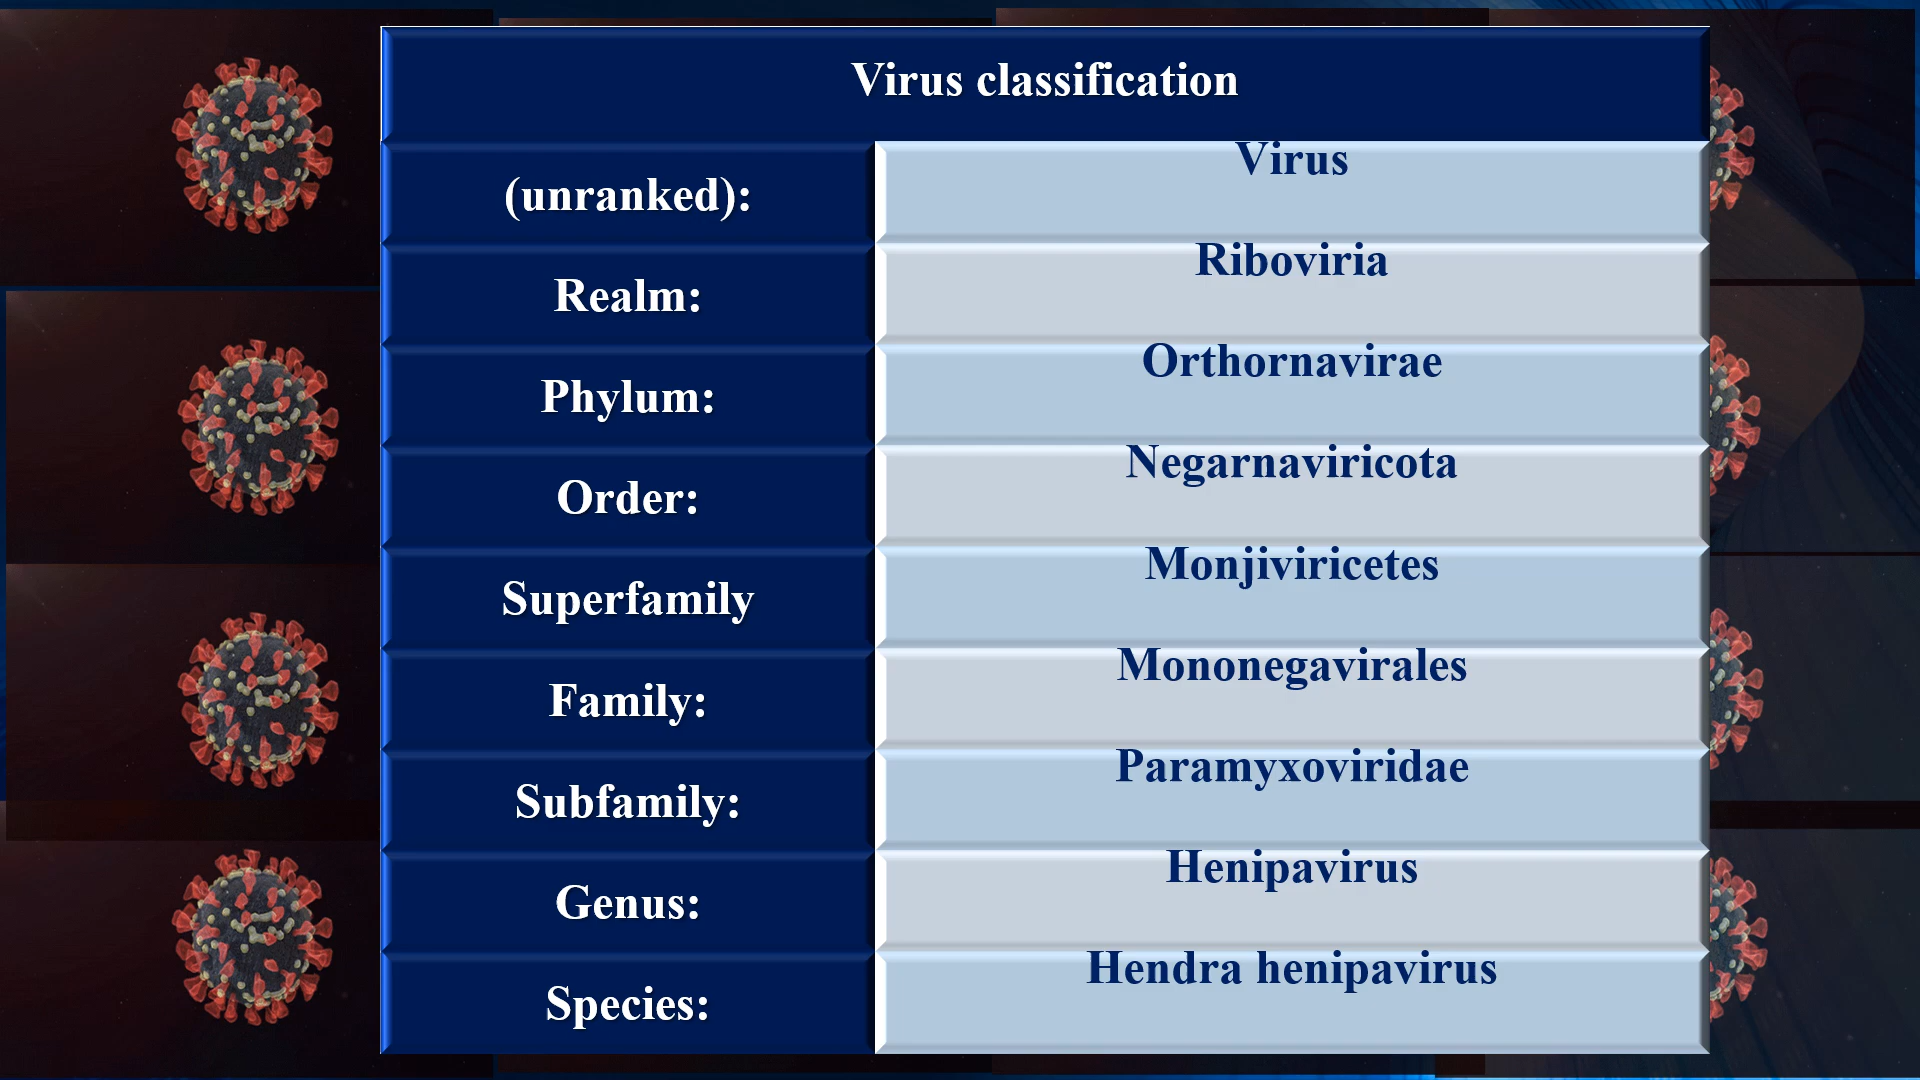 Virus classification
(unranked): Virus
Realm: Riboviria
Phylum: Orthornavirae
Order: Negarnaviricota
Superfamily Monjiviricetes
Family: Mononegavirales
Subfamily: Paramyxoviridae
Genus: Henipavirus
Species: Hendra henipavirus